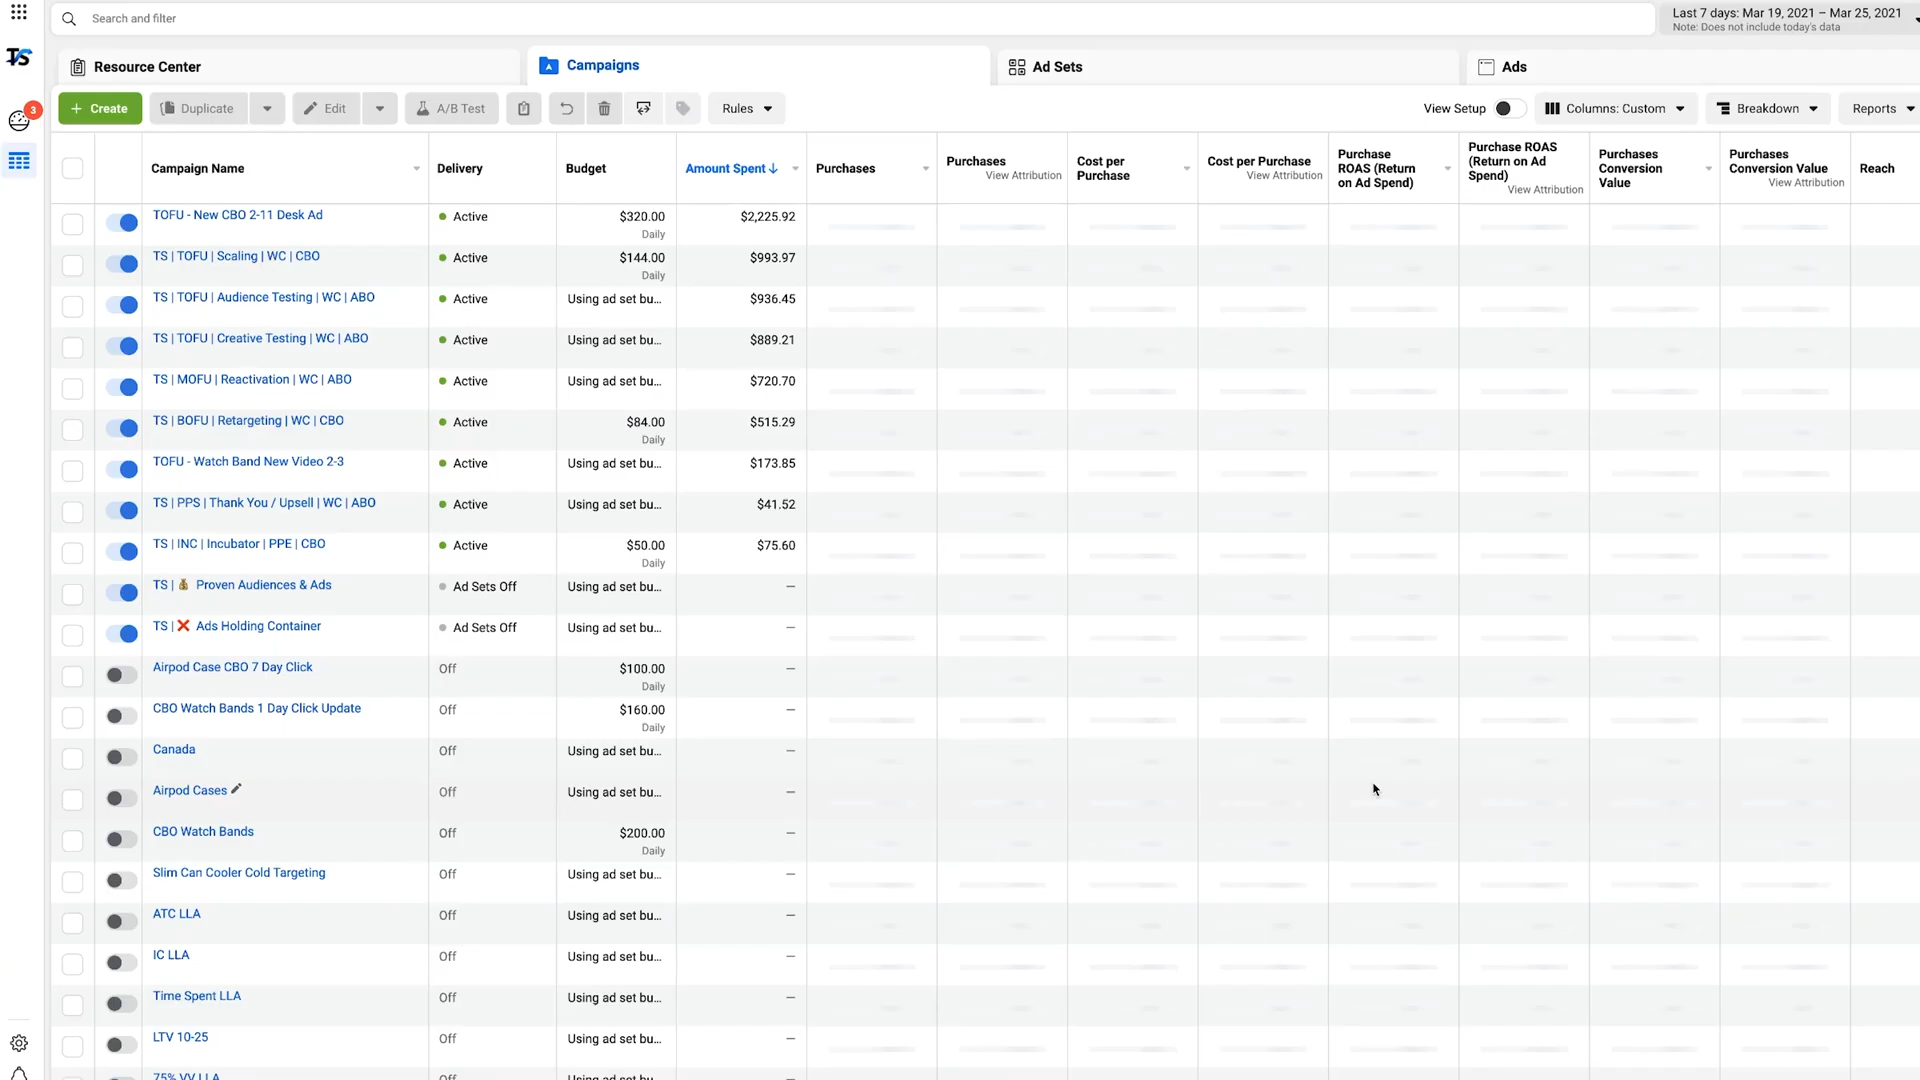 Search and filter
Last 7 days: Mar 19, 2021 – Mar 25, 2021
Note: Does not include today's data
TS
3
Resource Center
Campaigns
Ad Sets
Ads
+ Create
Duplicate
Edit
A/B Test
Rules
View Setup
Columns: Custom
Breakdown
Reports
Campaign Name
Delivery
Budget
Amount Spent ↓
Purchases
Purchases
View Attribution
Cost per
Purchase
Cost per Purchase
View Attribution
Purchase
ROAS (Return
on Ad Spend)
Purchase ROAS
(Return on Ad
Spend)
View Attribution
Purchases
Conversion
Value
Purchases
Conversion Value
View Attribution
Reach
TOFU - New CBO 2-11 Desk Ad
Active
$320.00
Daily
$2,225.92
TS | TOFU | Scaling | WC | CBO
Active
$144.00
Daily
$993.97
TS | TOFU | Audience Testing | WC | ABO
Active
Using ad set bu...
$936.45
TS | TOFU | Creative Testing | WC | ABO
Active
Using ad set bu...
$889.21
TS | MOFU | Reactivation | WC | ABO
Active
Using ad set bu...
$720.70
TS | BOFU | Retargeting | WC | CBO
Active
$84.00
Daily
$515.29
TOFU - Watch Band New Video 2-3
Active
Using ad set bu...
$173.85
TS | PPS | Thank You / Upsell | WC | ABO
Active
Using ad set bu...
$41.52
TS | INC | Incubator | PPE | CBO
Active
$50.00
Daily
$75.60
TS | 💰 Proven Audiences & Ads
Ad Sets Off
Using ad set bu...
—
TS | ❌ Ads Holding Container
Ad Sets Off
Using ad set bu...
—
Airpod Case CBO 7 Day Click
Off
$100.00
Daily
—
CBO Watch Bands 1 Day Click Update
Off
$160.00
Daily
—
Canada
Off
Using ad set bu...
—
Airpod Cases
Off
Using ad set bu...
—
CBO Watch Bands
Off
$200.00
Daily
—
Slim Can Cooler Cold Targeting
Off
Using ad set bu...
—
ATC LLA
Off
Using ad set bu...
—
IC LLA
Off
Using ad set bu...
—
Time Spent LLA
Off
Using ad set bu...
—
LTV 10-25
Off
Using ad set bu...
—
75% VV LLA
Off
Using ad set bu...